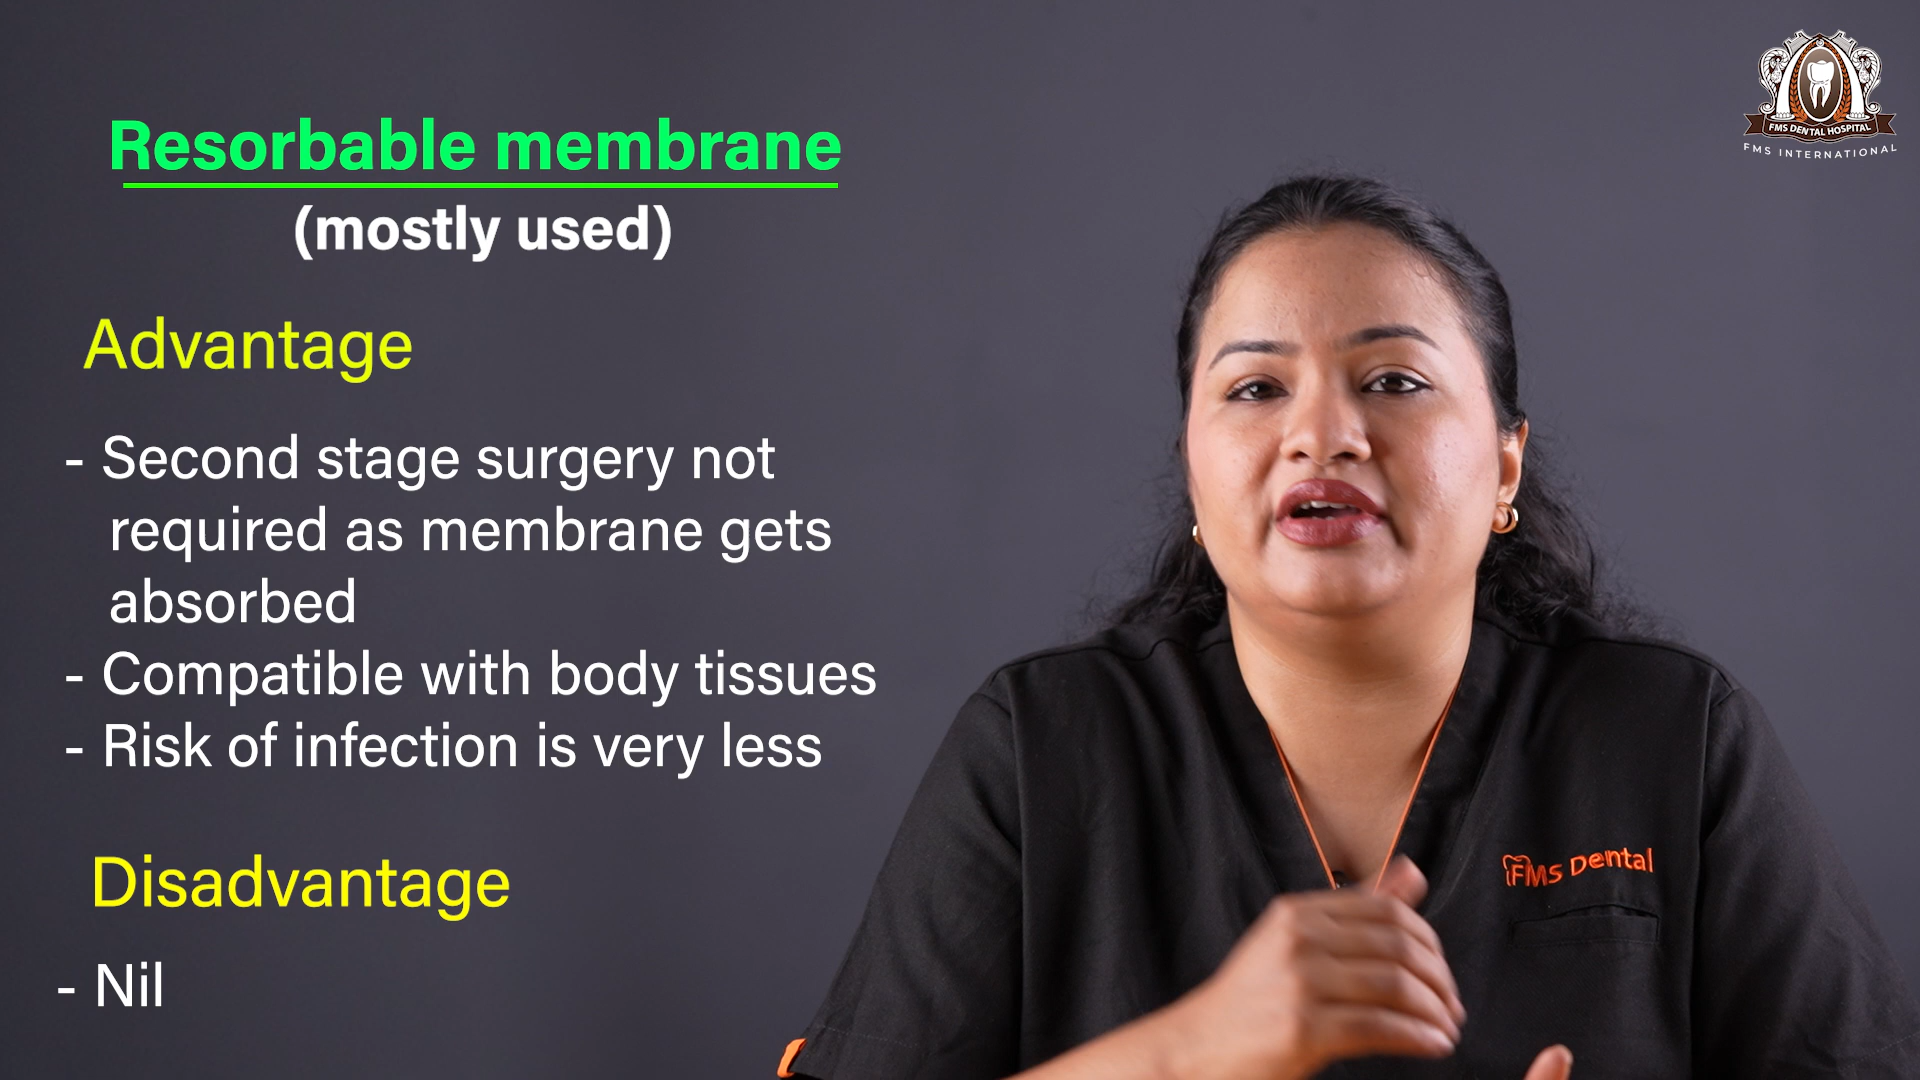 Resorbable membrane
(mostly used)
Advantage
- Second stage surgery not
required as membrane gets
absorbed
- Compatible with body tissues
- Risk of infection is very less
Disadvantage
- Nil
FMS DENTAL HOSPITAL
FMS INTERNATIONAL
FMS Dental